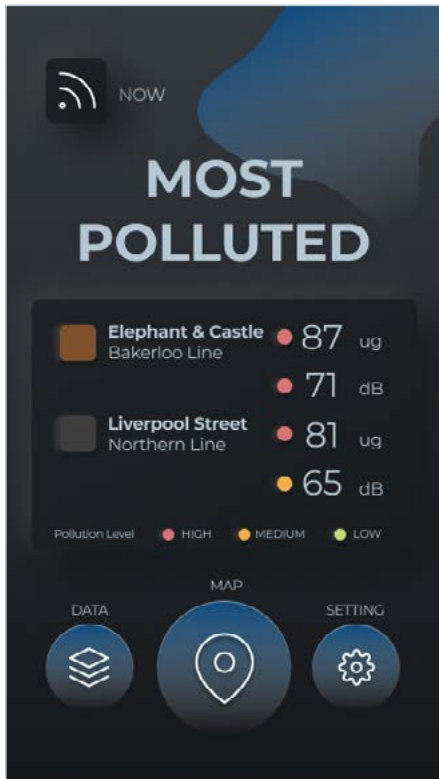 NOW
MOST
POLLUTED
Elephant & Castle 87 ug
Bakerloo Line
71 dB
Liverpool Street 81 ug
Northern Line
65 dB
Pollution Level HIGH MEDIUM LOW
MAP
DATA SETTING